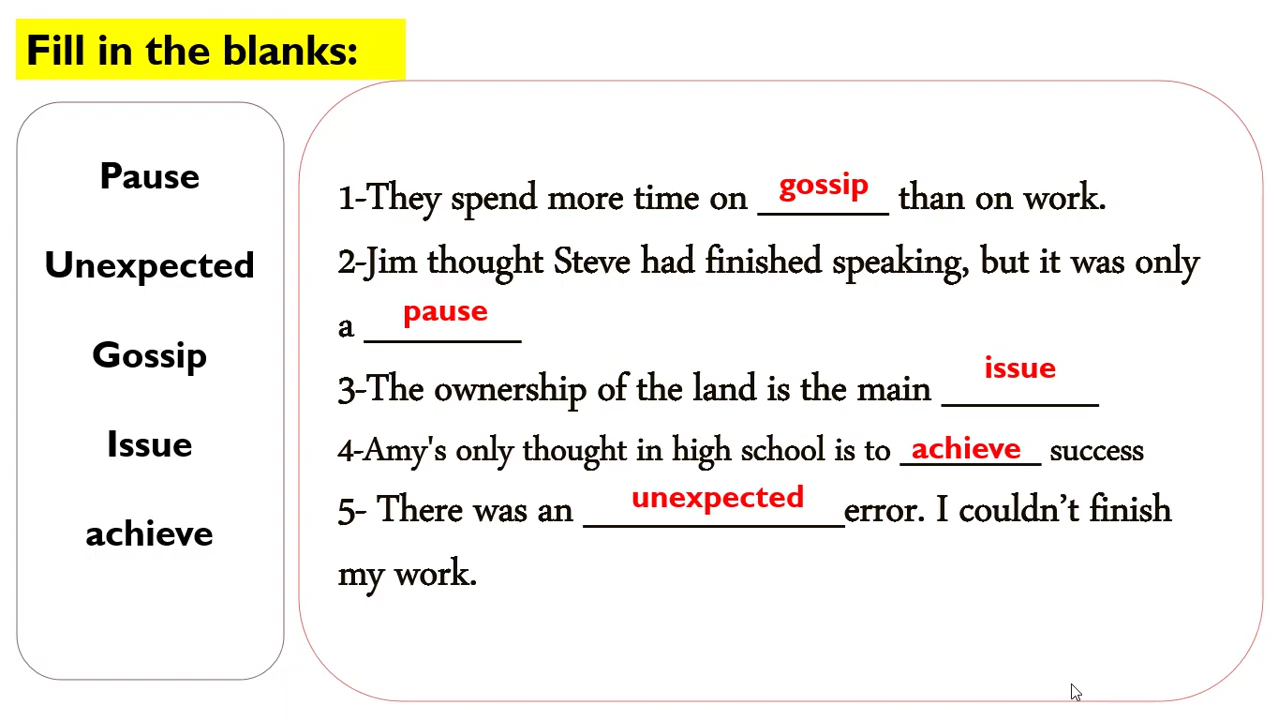 Fill in the blanks:
Pause
Unexpected
Gossip
Issue
achieve
1-They spend more time on gossip than on work.
2-Jim thought Steve had finished speaking, but it was only
a pause
3-The ownership of the land is the main issue
4-Amy's only thought in high school is to achieve success
5- There was an unexpected error. I couldn’t finish
my work.